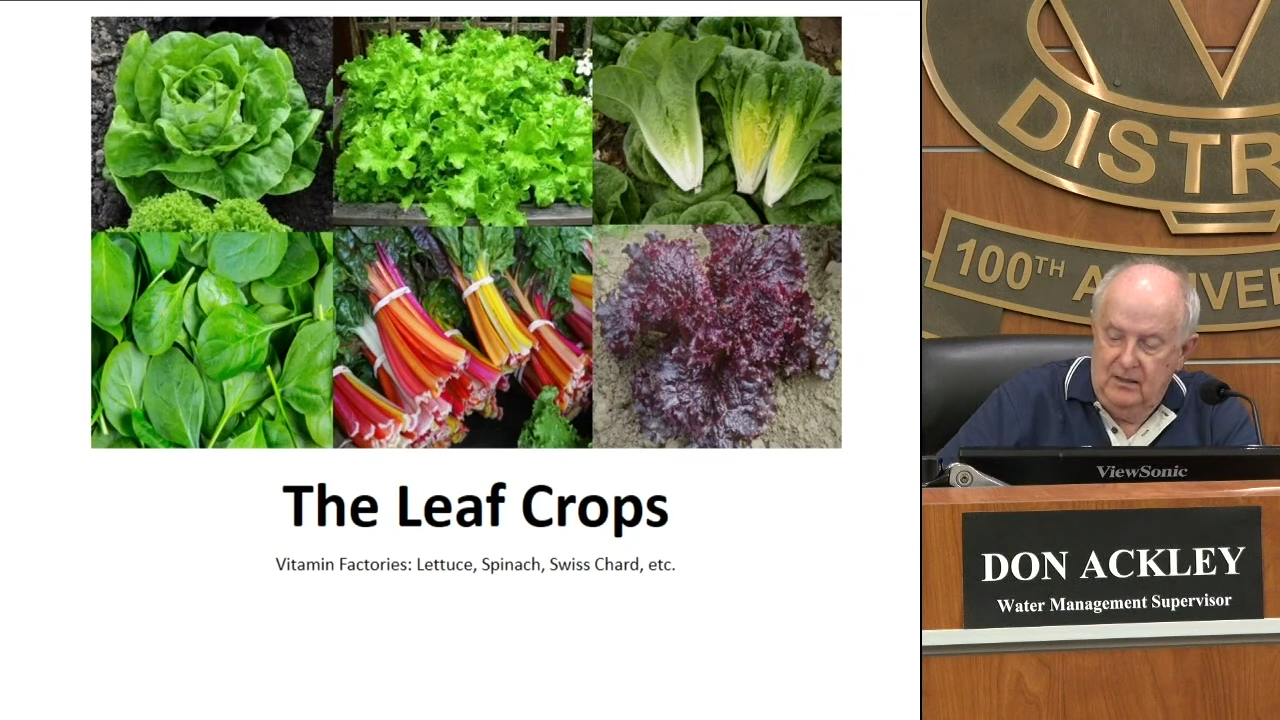 The Leaf Crops
Vitamin Factories: Lettuce, Spinach, Swiss Chard, etc.
DISTR
100TH A
ViewSonic
DON ACKLEY
Water Management Supervisor